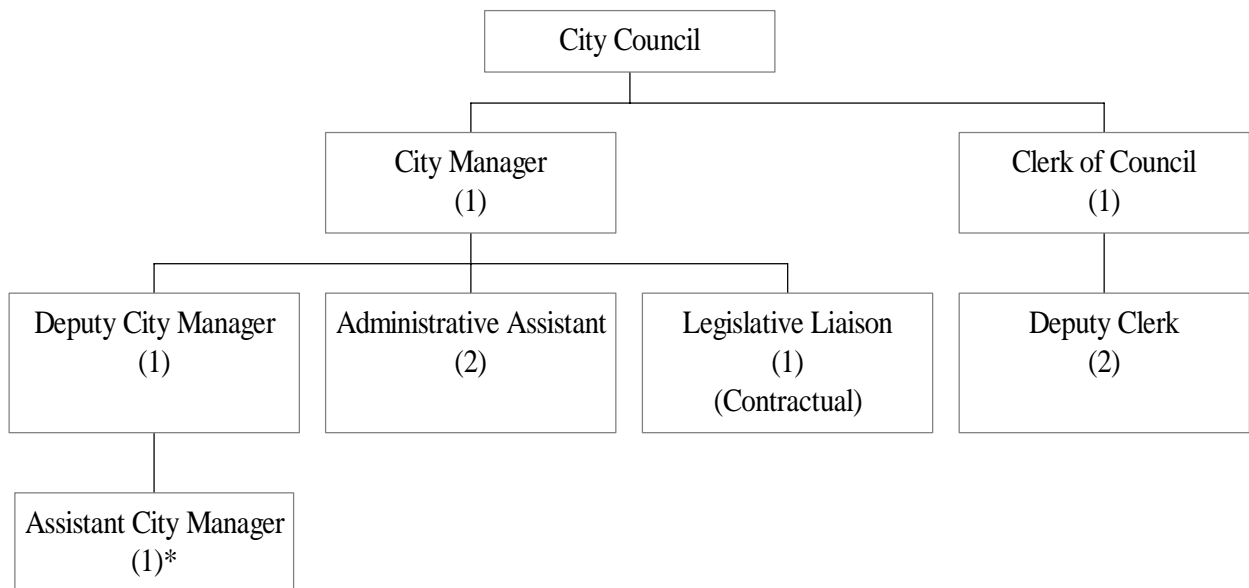 City Council
City Manager
(1)
Clerk of Council
(1)
Deputy City Manager
(1)
Administrative Assistant
(2)
Legislative Liaison
(1)
(Contractual)
Deputy Clerk
(2)
Assistant City Manager
(1)*